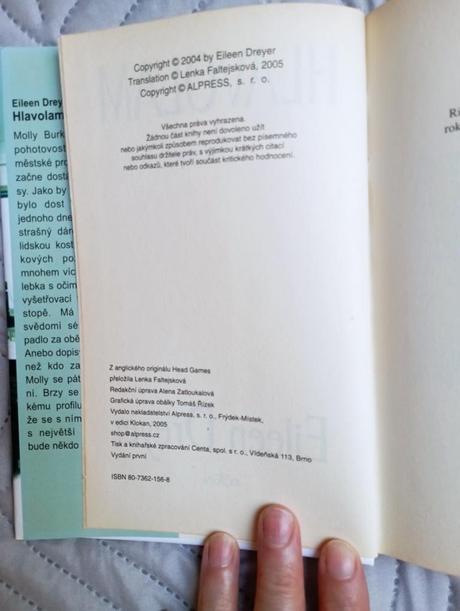 Eileen Drey
Hlavolam
Molly Burk
pohotovos
městské pro
začne dostá
sy. Jako by
bylo dost
jednoho dne
strašný dár
lidskou kost
kových po
mnohem víc
lebka s očim
vyšetřovací
stopě. Má
svědomí sé
padlo za obě
Anebo dopis
než kdo za
Molly se pát
ní. Brzy se
kému profilu
že se s ním
s největší
bude někdo
Copyright © 2004 by Eileen Dreyer
Translation © Lenka Faltejsková, 2005
Copyright © ALPRESS, s. r. o.
Všechna práva vyhrazena.
Žádnou část knihy není dovoleno užít
nebo jakýmkoli způsobem reprodukovat bez písemného
souhlasu držitele práv, s výjimkou krátkých citací
nebo odkazů, které tvoří součást kritického hodnocení.
Z anglického originálu Head Games
přeložila Lenka Faltejsková
Redakční úprava Alena Zatloukalová
Grafická úprava obálky Tomáš Řízek
Vydalo nakladatelství Alpress, s. r. o., Frýdek-Místek,
v edici Klokan, 2005
shop@alpress.cz
Tisk a knihařské zpracování Centa, spol. s r. o., Vídeňská 113, Brno
Vydání první
ISBN 80-7362-156-8
Ri
rok